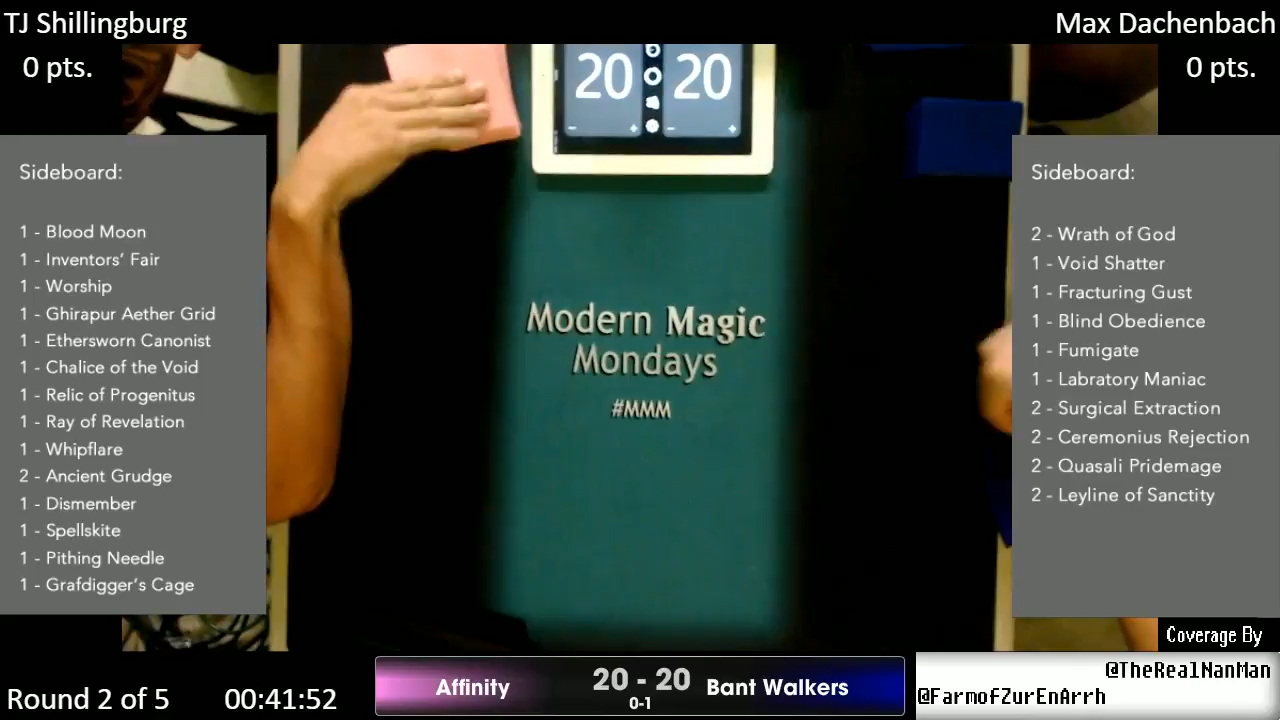 TJ Shillingburg
0 pts.
Max Dachenbach
0 pts.
20 20
Sideboard:
1 - Blood Moon
1 - Inventors' Fair
1 - Worship
1 - Ghirapur Aether Grid
1 - Ethersworn Canonist
1 - Chalice of the Void
1 - Relic of Progenitus
1 - Ray of Revelation
1 - Whipflare
2 - Ancient Grudge
1 - Dismember
1 - Spellskite
1 - Pithing Needle
1 - Grafdigger's Cage
Modern Magic
Mondays
#MMM
Sideboard:
2 - Wrath of God
1 - Void Shatter
1 - Fracturing Gust
1 - Blind Obedience
1 - Fumigate
1 - Labratory Maniac
2 - Surgical Extraction
2 - Ceremonius Rejection
2 - Quasali Pridemage
2 - Leyline of Sanctity
Coverage By
@TheRealNanMan
@FarmofZurEnArrh
Round 2 of 5 00:41:52
Affinity 20 - 20 Bant Walkers
0-1